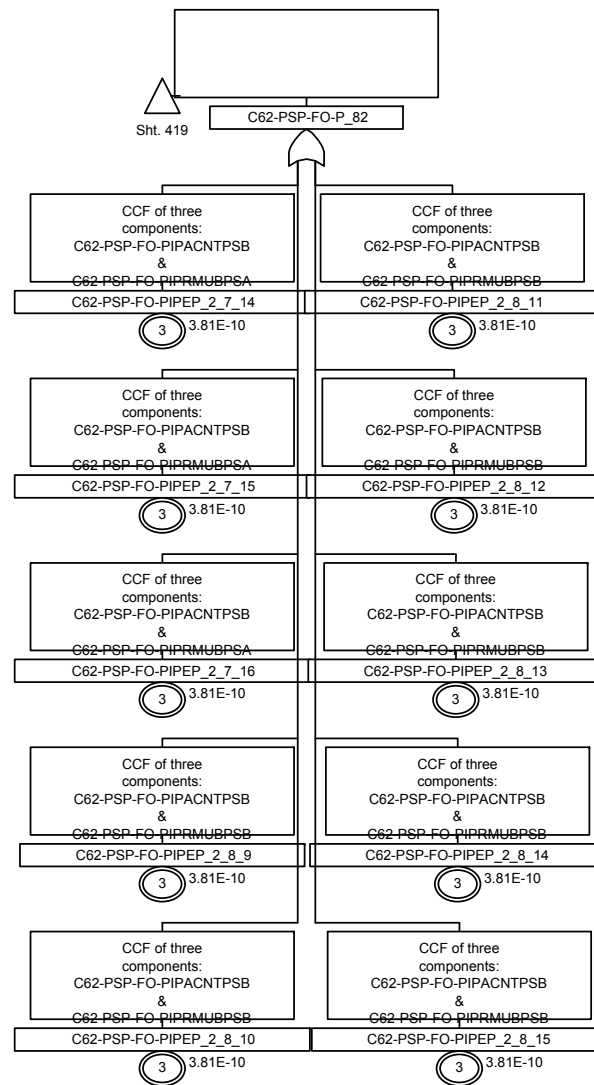 Sht. 419
C62-PSP-FO-P_82
CCF of three
components:
C62-PSP-FO-PIPACNTPSB
&
C62-PSP-FO-PIPRMUBPSA
C62-PSP-FO-PIPEP_2_7_14
3
3.81E-10
CCF of three
components:
C62-PSP-FO-PIPACNTPSB
&
C62-PSP-FO-PIPRMUBPSB
C62-PSP-FO-PIPEP_2_8_11
3
3.81E-10
CCF of three
components:
C62-PSP-FO-PIPACNTPSB
&
C62-PSP-FO-PIPRMUBPSA
C62-PSP-FO-PIPEP_2_7_15
3
3.81E-10
CCF of three
components:
C62-PSP-FO-PIPACNTPSB
&
C62-PSP-FO-PIPRMUBPSB
C62-PSP-FO-PIPEP_2_8_12
3
3.81E-10
CCF of three
components:
C62-PSP-FO-PIPACNTPSB
&
C62-PSP-FO-PIPRMUBPSA
C62-PSP-FO-PIPEP_2_7_16
3
3.81E-10
CCF of three
components:
C62-PSP-FO-PIPACNTPSB
&
C62-PSP-FO-PIPRMUBPSB
C62-PSP-FO-PIPEP_2_8_13
3
3.81E-10
CCF of three
components:
C62-PSP-FO-PIPACNTPSB
&
C62-PSP-FO-PIPRMUBPSB
C62-PSP-FO-PIPEP_2_8_9
3
3.81E-10
CCF of three
components:
C62-PSP-FO-PIPACNTPSB
&
C62-PSP-FO-PIPRMUBPSB
C62-PSP-FO-PIPEP_2_8_14
3
3.81E-10
CCF of three
components:
C62-PSP-FO-PIPACNTPSB
&
C62-PSP-FO-PIPRMUBPSB
C62-PSP-FO-PIPEP_2_8_10
3
3.81E-10
CCF of three
components:
C62-PSP-FO-PIPACNTPSB
&
C62-PSP-FO-PIPRMUBPSB
C62-PSP-FO-PIPEP_2_8_15
3
3.81E-10